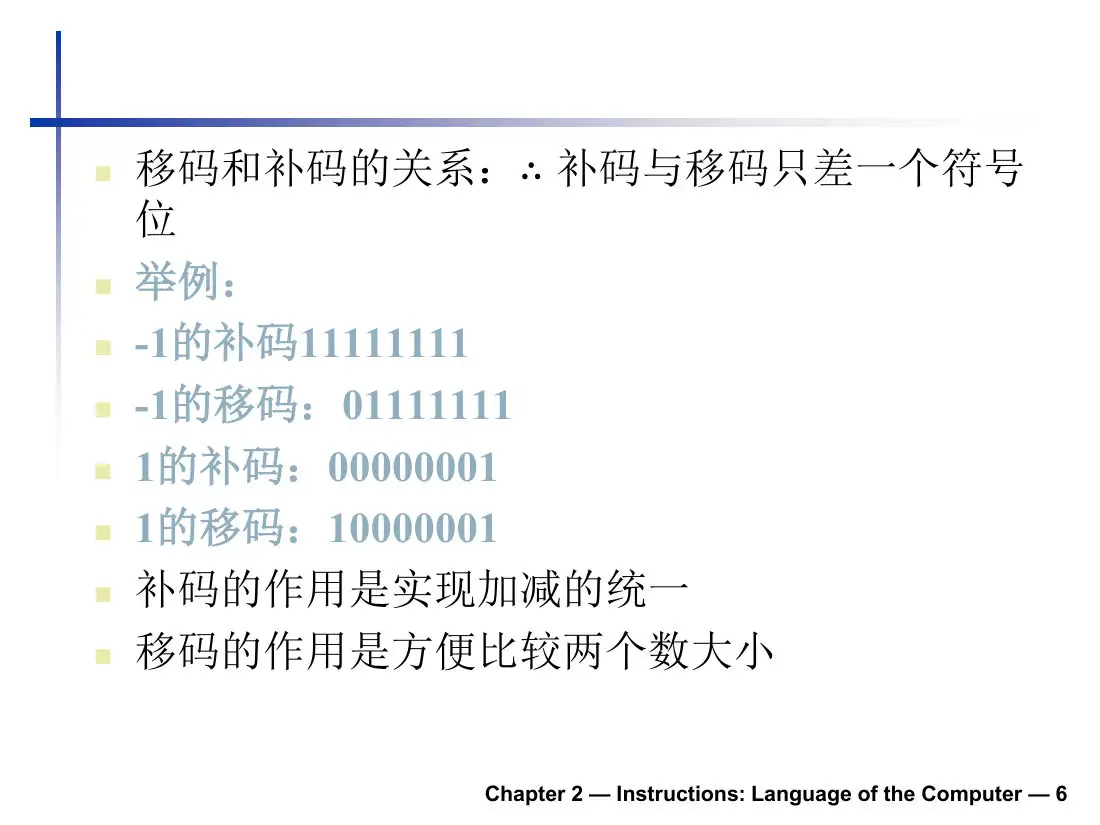 移码和补码的关系：∴ 补码与移码只差一个符号
位
举例：
-1的补码11111111
-1的移码：01111111
1的补码：00000001
1的移码：10000001
补码的作用是实现加减的统一
移码的作用是方便比较两个数大小
Chapter 2 — Instructions: Language of the Computer — 6